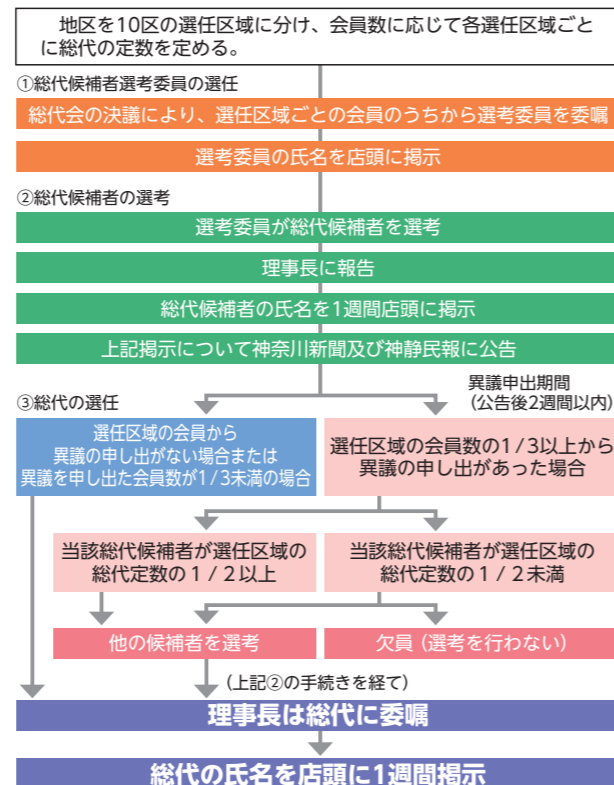 地区を10区の選任区域に分け、会員数に応じて各選任区域ごと
に総代の定数を定める。
①総代候補者選考委員の選任
総代会の決議により、選任区域ごとの会員のうちから選考委員を委嘱
選考委員の氏名を店頭に掲示
②総代候補者の選考
選考委員が総代候補者を選考
理事長に報告
総代候補者の氏名を1週間店頭に掲示
上記掲示について神奈川新聞及び神静民報に公告
異議申出期間
(公告後2週間以内)
③総代の選任
選任区域の会員から
異議の申し出がない場合または
異議を申し出た会員数が1/3未満の場合
選任区域の会員数の1/3以上から
異議の申し出があった場合
当該総代候補者が選任区域の
総代定数の1/2以上
当該総代候補者が選任区域の
総代定数の1/2未満
他の候補者を選考
欠員(選考を行わない)
(上記②の手続きを経て)
理事長は総代に委嘱
総代の氏名を店頭に1週間掲示